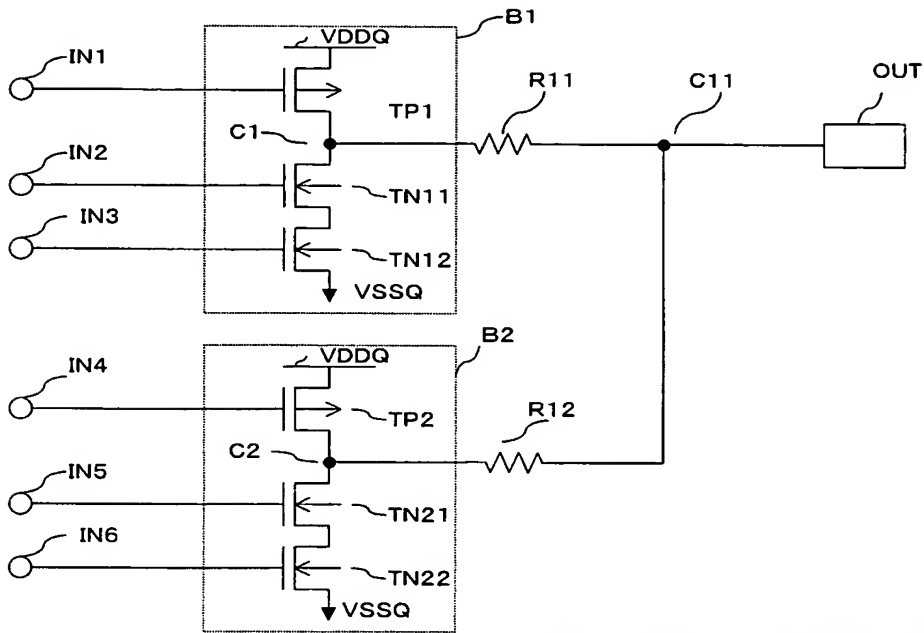 VDDQ
B1
IN1
R11
C11
OUT
TP1
C1
IN2
TN11
IN3
TN12
VSSQ
B2
VDDQ
IN4
TP2
R12
C2
IN5
TN21
IN6
TN22
VSSQ